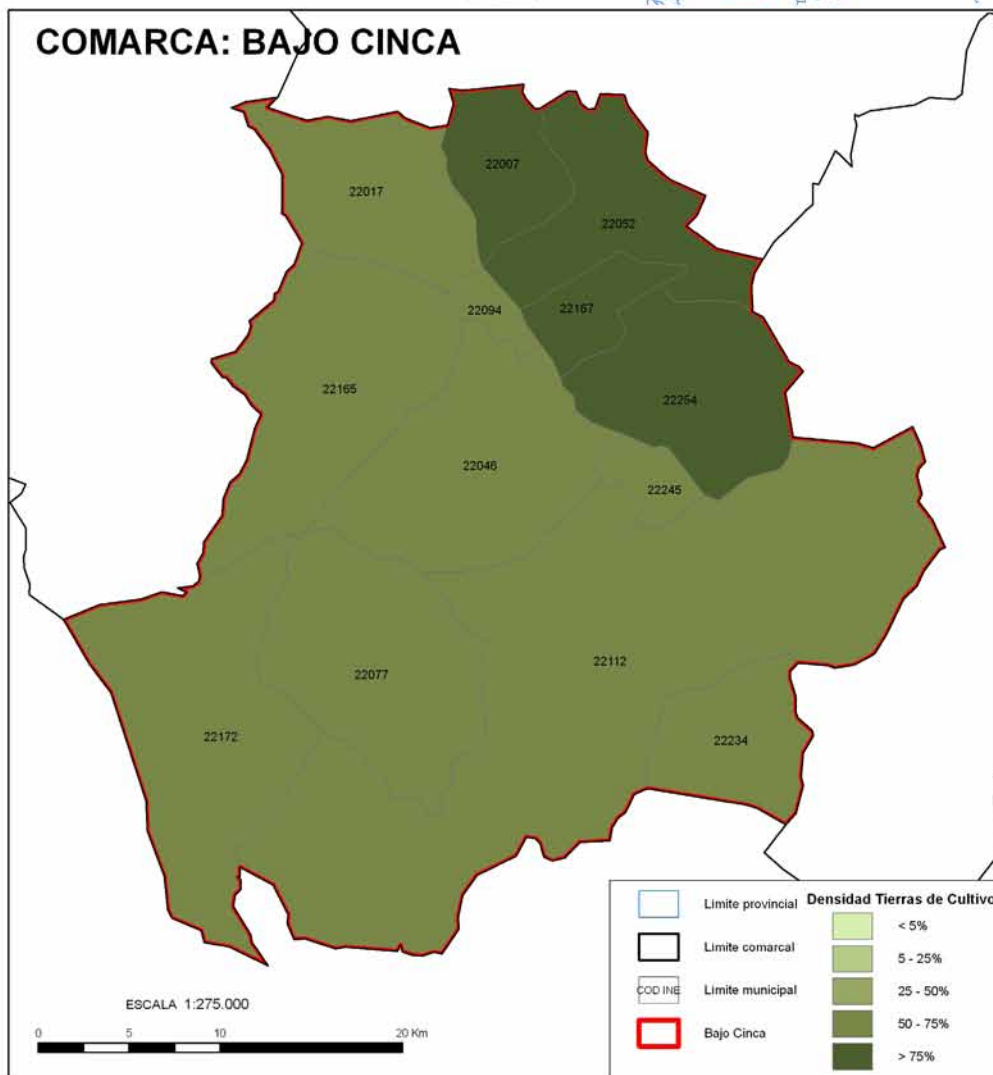 COMARCA: BAJO CINCA
22007
22017
22052
22094
22167
22165
22254
22046
22245
22112
22077
22172
22234
ESCALA 1:275.000
0 5 10 20 Km
Limite provincial
Limite comarcal
COD INE Limite municipal
Bajo Cinca
Densidad Tierras de Cultivo
< 5%
5 - 25%
25 - 50%
50 - 75%
> 75%